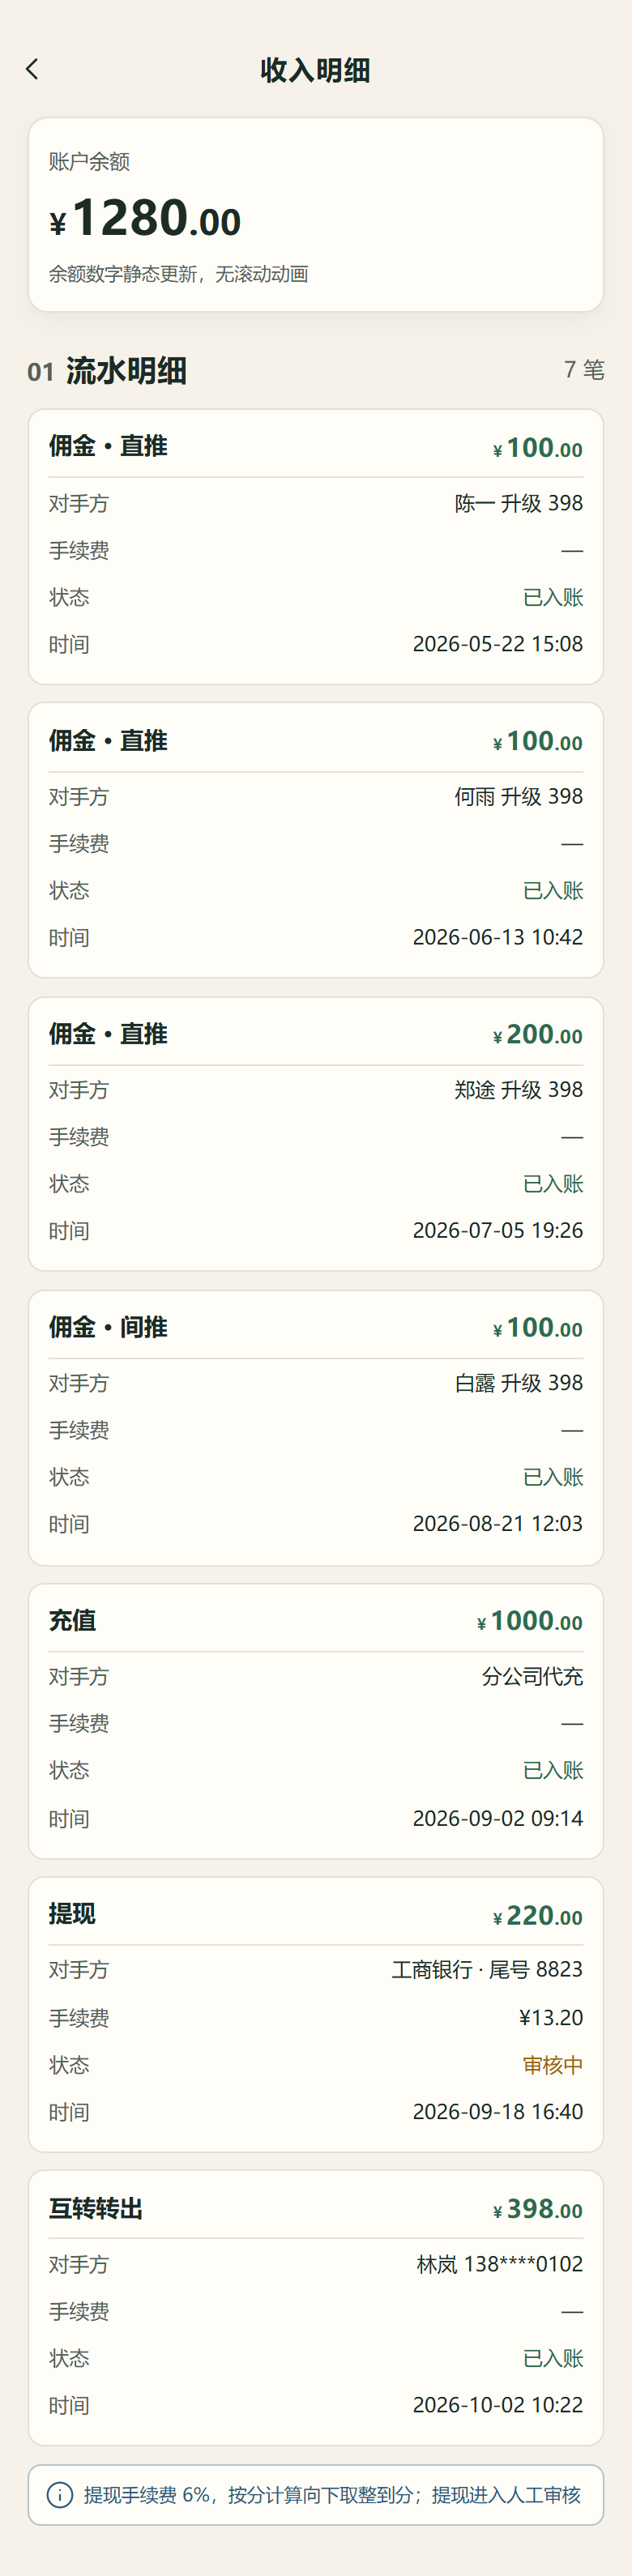 收入明细
账户余额
¥1280.00
余额数字静态更新，无滚动动画
01 流水明细 7 笔
佣金·直推 ¥100.00
对手方 陈一 升级 398
手续费 —
状态 已入账
时间 2026-05-22 15:08
佣金·直推 ¥100.00
对手方 何雨 升级 398
手续费 —
状态 已入账
时间 2026-06-13 10:42
佣金·直推 ¥200.00
对手方 郑途 升级 398
手续费 —
状态 已入账
时间 2026-07-05 19:26
佣金·间推 ¥100.00
对手方 白露 升级 398
手续费 —
状态 已入账
时间 2026-08-21 12:03
充值 ¥1000.00
对手方 分公司代充
手续费 —
状态 已入账
时间 2026-09-02 09:14
提现 ¥220.00
对手方 工商银行 · 尾号 8823
手续费 ¥13.20
状态 审核中
时间 2026-09-18 16:40
互转转出 ¥398.00
对手方 林岚 138****0102
手续费 —
状态 已入账
时间 2026-10-02 10:22
提现手续费 6%，按分计算向下取整到分；提现进入人工审核